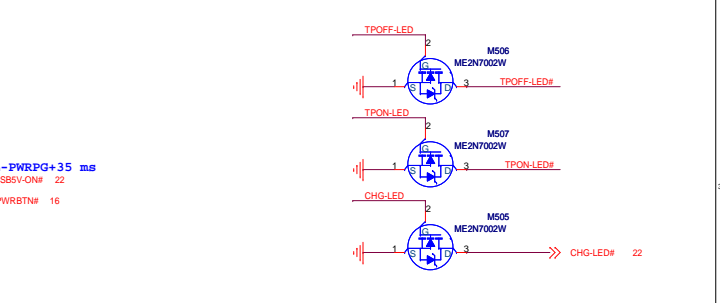 TPOFF-LED
2
M506
ME2N7002W
G
1 S D 3 TPOFF-LED#
TPON-LED
2
M507
ME2N7002W
G
-PWRPG+35 ms
1 S D 3 TPON-LED#
SB5V-ON# 22
CHG-LED
WRBTN# 16
2
M505
ME2N7002W
G
1 S D 3 CHG-LED# 22